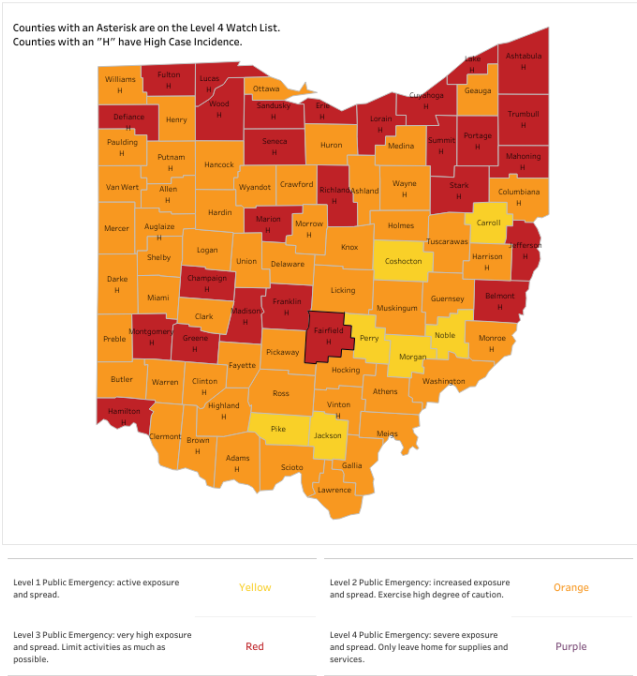 Counties with an Asterisk are on the Level 4 Watch List.
Counties with an "H" have High Case Incidence.
Ashtabula
H
Lake
H
Williams
H
Fulton
H
Lucas
H
Ottawa
Wood
H
Sandusky
H
Erie
H
Lorain
H
Cuyahoga
H
Geauga
Trumbull
H
Defiance
H
Henry
Paulding
H
Seneca
H
Huron
Medina
Summit
H
Portage
H
Mahoning
H
Putnam
H
Hancock
Van Wert
Allen
H
Wyandot
Crawford
Richland
H
Ashland
Wayne
H
Stark
H
Columbiana
H
Mercer
Auglaize
H
Hardin
Marion
H
Morrow
H
Knox
Holmes
Tuscarawas
Carroll
H
Jefferson
H
Harrison
H
Logan
Shelby
Union
Delaware
Coshocton
Darke
H
Miami
Champaign
H
Licking
Guernsey
Belmont
H
Muskingum
Clark
Madison
H
Franklin
H
Fairfield
H
Perry
Noble
Monroe
H
Morgan
Preble
Montgomery
H
Greene
H
Fayette
Pickaway
Hocking
Washington
Butler
Warren
Clinton
H
Ross
Athens
Vinton
H
Hamilton
H
Highland
H
Clermont
Brown
H
Pike
Jackson
Meigs
Adams
H
Scioto
Gallia
Lawrence
Level 1 Public Emergency: active exposure
and spread.
Yellow
Level 2 Public Emergency: increased exposure
and spread. Exercise high degree of caution.
Orange
Level 3 Public Emergency: very high exposure
and spread. Limit activities as much as
possible.
Red
Level 4 Public Emergency: severe exposure
and spread. Only leave home for supplies and
services.
Purple